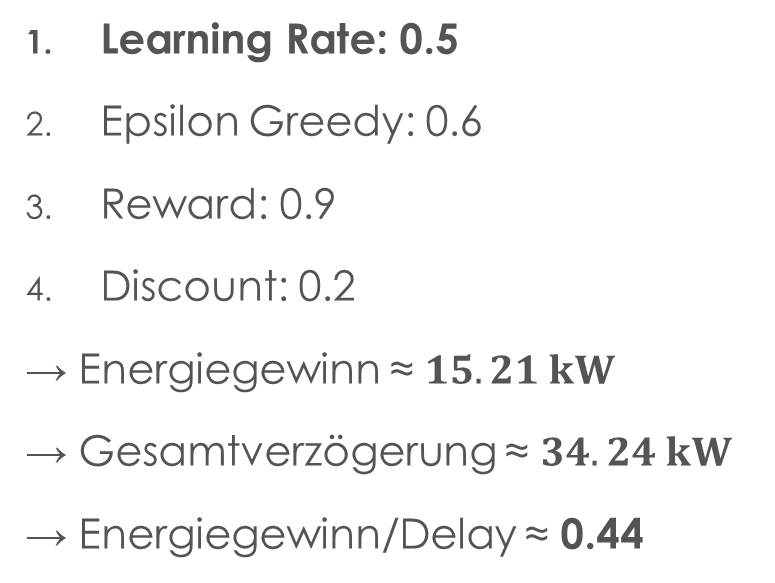 1. Learning Rate: 0.5
2. Epsilon Greedy: 0.6
3. Reward: 0.9
4. Discount: 0.2
→ Energiegewinn ≈ 15.21 kW
→ Gesamtverzögerung ≈ 34.24 kW
→ Energiegewinn/Delay ≈ 0.44